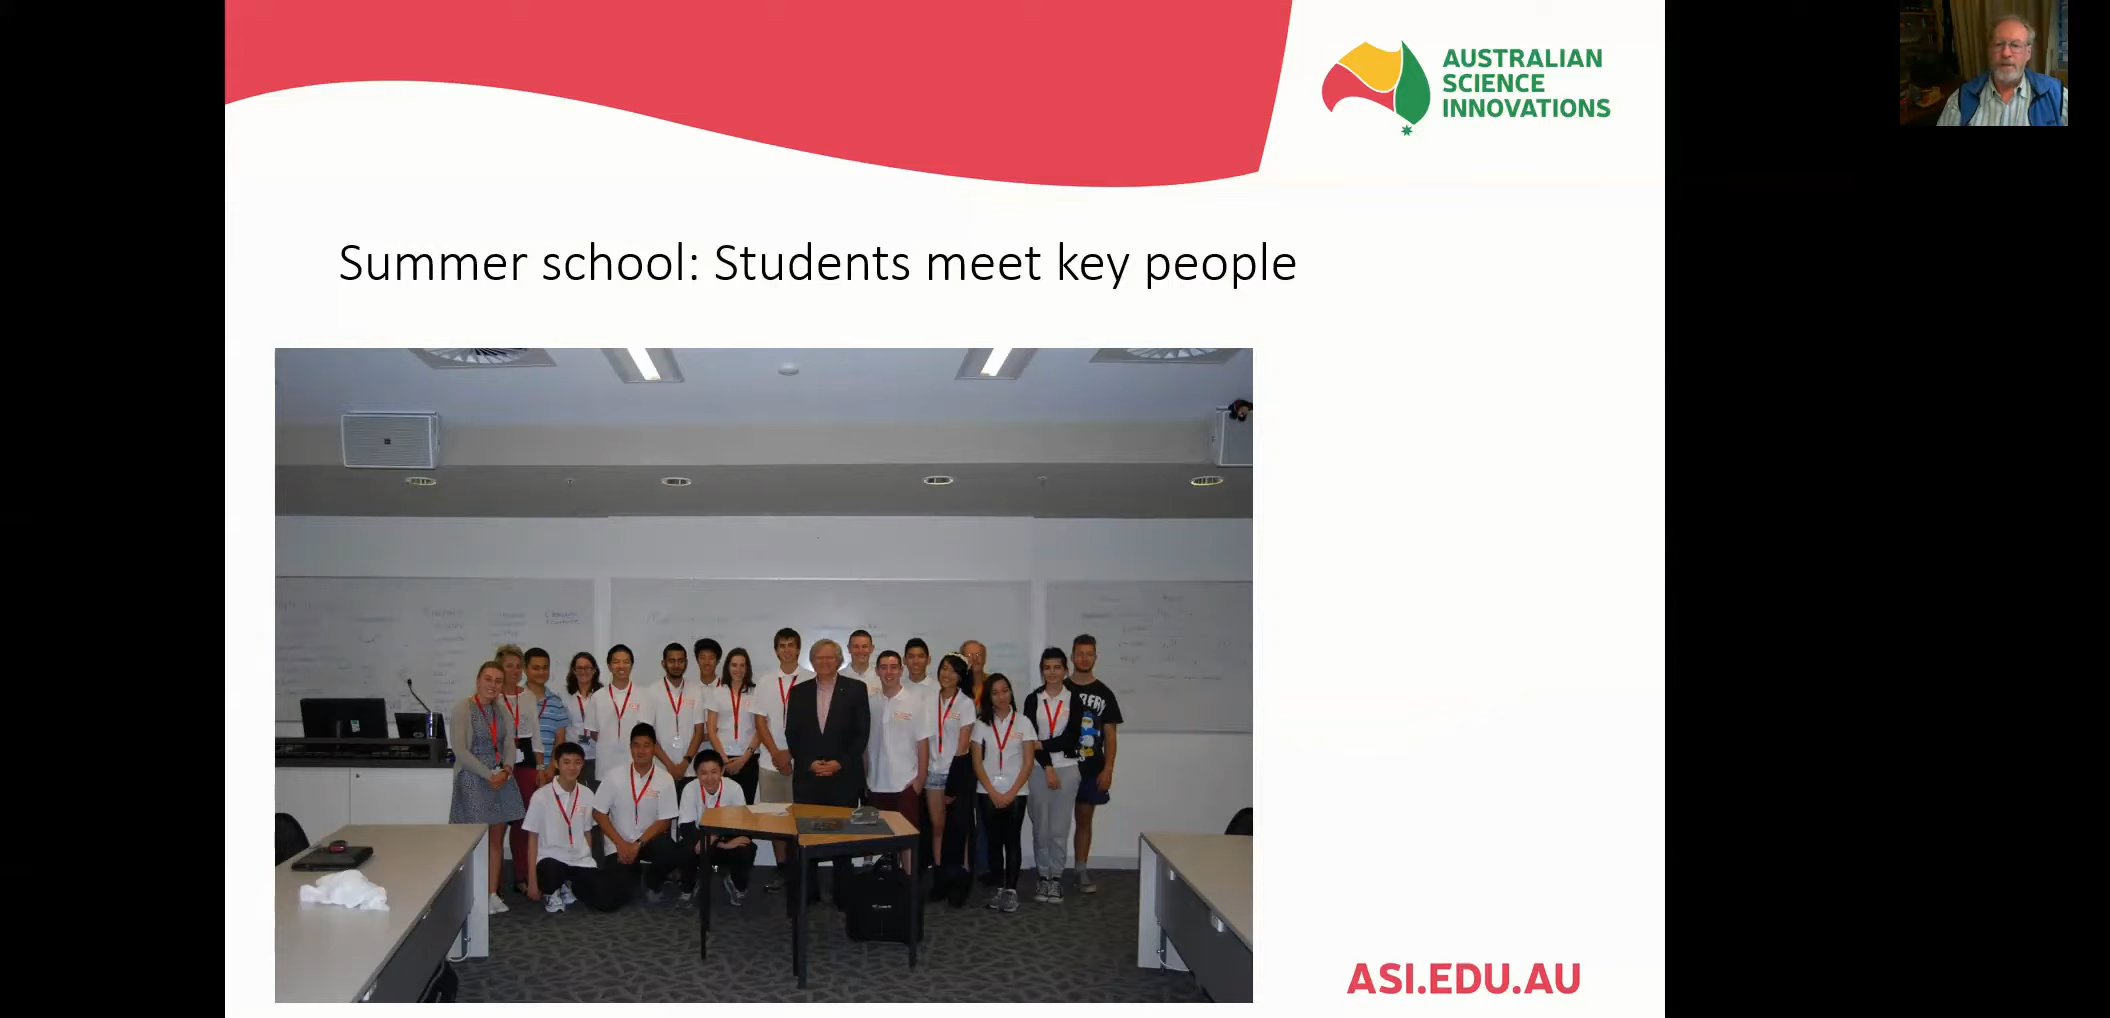 AUSTRALIAN
SCIENCE
INNOVATIONS
Summer school: Students meet key people
ASI.EDU.AU